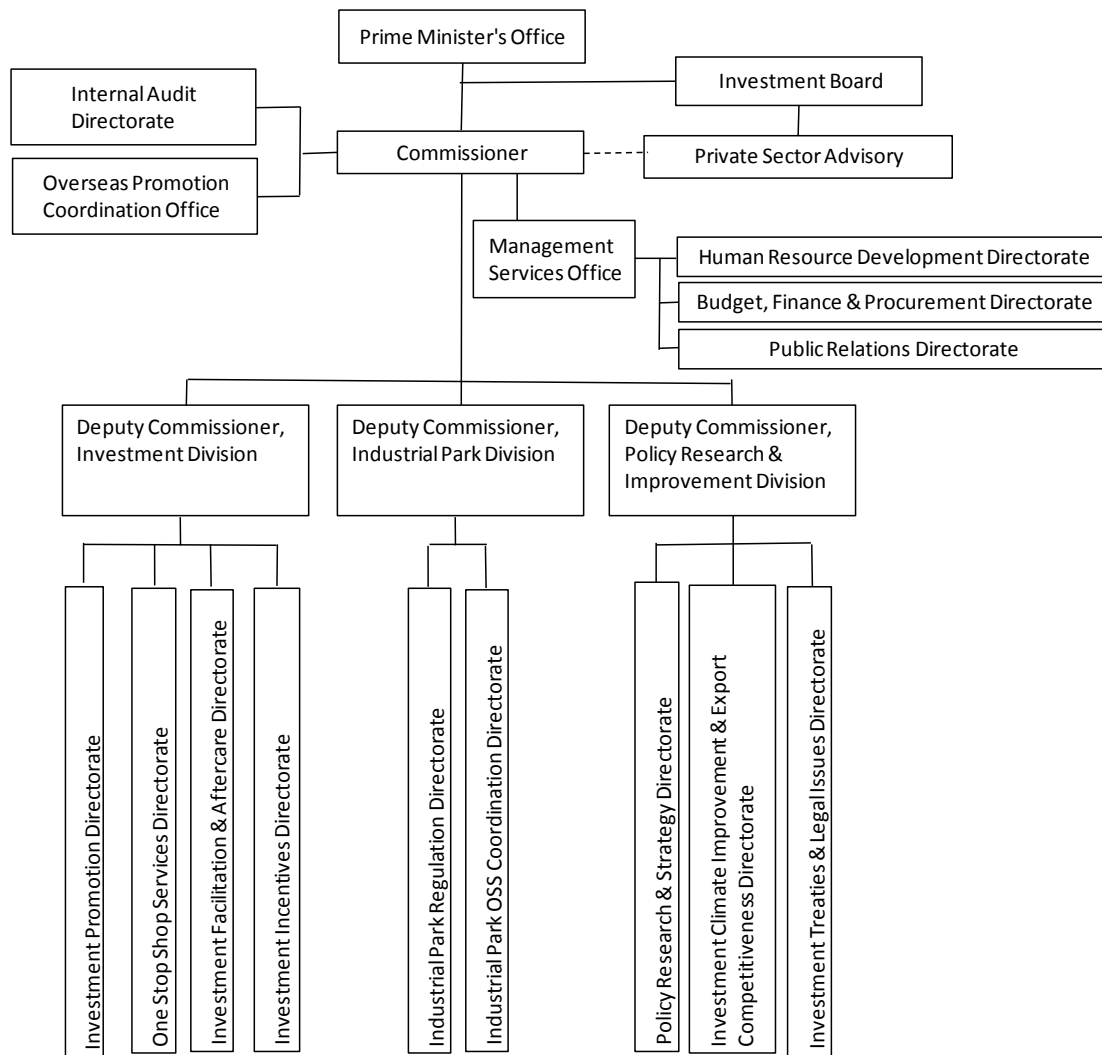 Prime Minister's Office
Investment Board
Internal Audit
Directorate
Commissioner
Private Sector Advisory
Overseas Promotion
Coordination Office
Management
Services Office
Human Resource Development Directorate
Budget, Finance & Procurement Directorate
Public Relations Directorate
Deputy Commissioner,
Investment Division
Deputy Commissioner,
Industrial Park Division
Deputy Commissioner,
Policy Research &
Improvement Division
Investment Promotion Directorate
One Stop Shop Services Directorate
Investment Facilitation & Aftercare Directorate
Investment Incentives Directorate
Industrial Park Regulation Directorate
Industrial Park OSS Coordination Directorate
Policy Research & Strategy Directorate
Investment Climate Improvement & Export
Competitiveness Directorate
Investment Treaties & Legal Issues Directorate